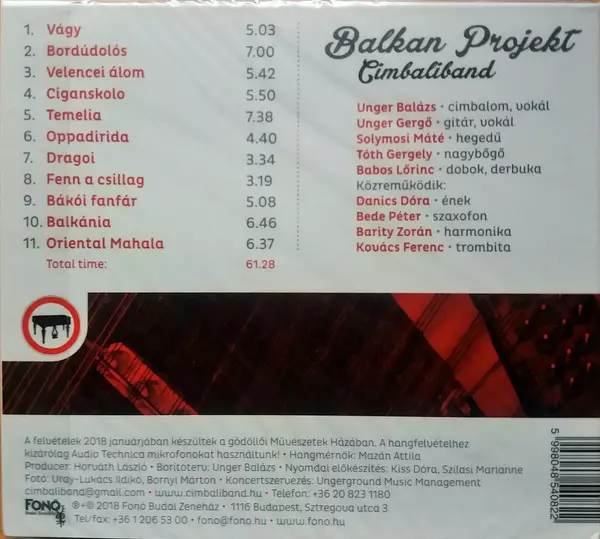 1. Vágy 5.03
2. Bordúdolós 7.00
3. Velencei álom 5.42
4. Ciganskolo 5.50
5. Temelia 7.38
6. Oppadirida 4.40
7. Dragoi 3.34
8. Fenn a csillag 3.19
9. Bákói fanfár 5.08
10. Balkánia 6.46
11. Oriental Mahala 6.37
Total time: 61.28
Balkan Projekt
Cimbaliband
Unger Balázs • cimbalom, vokál
Unger Gergő • gitár, vokál
Solymosi Máté • hegedű
Tóth Gergely • nagybőgő
Babos Lőrinc • dobok, derbuka
Közreműködik:
Danics Dóra • ének
Bede Péter • szaxofon
Barity Zorán • harmonika
Kovács Ferenc • trombita
A felvételek 2018 januárjában készültek a gödöllői Művészetek Házában. A hangfelvételhez
kizárólag Audio Technica mikrofonokat használtunk! • Hangmérnök: Mazán Attila
Producer: Horváth László • Borítóterv: Unger Balázs • Nyomdai előkészítés: Kiss Dóra, Szilasi Marianne
Fotó: Uray-Lukács Ildikó, Bornyi Márton • Koncertszervezés: Ungerground Music Management
cimbaliband@gmail.com • www.cimbaliband.hu • Telefon: +36 20 823 1180
FONÓ
℗+© 2018 Fonó Budai Zeneház • 1116 Budapest, Sztregova utca 3.
Tel/fax: +36 1 206 53 00 • fono@fono.hu • www.fono.hu
5 998048 540822